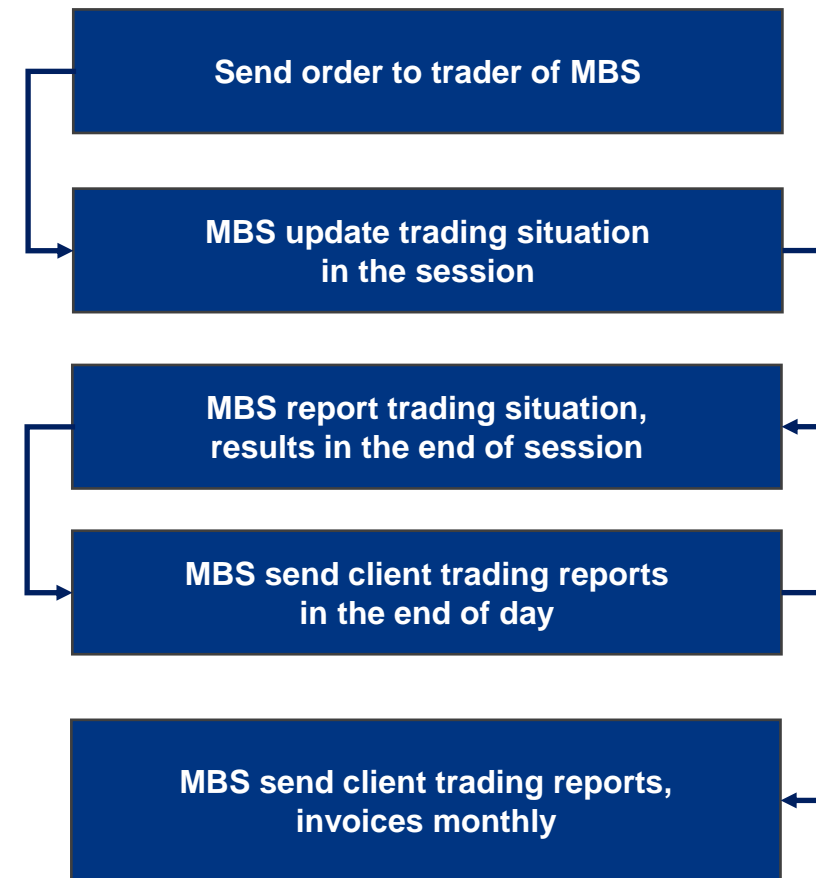 Send order to trader of MBS
MBS update trading situation
in the session
MBS report trading situation,
results in the end of session
MBS send client trading reports
in the end of day
MBS send client trading reports,
invoices monthly